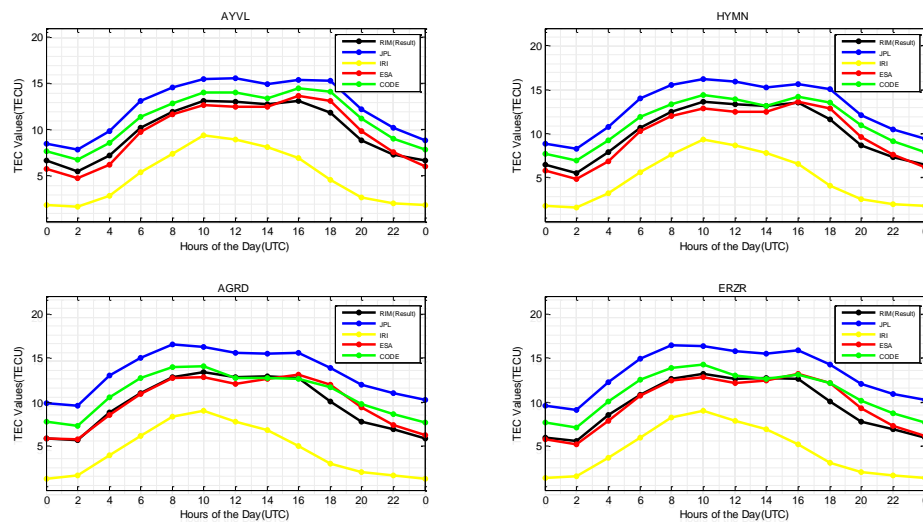 AYVL
20
15
10
5
TEC Values(TECU)
0 2 4 6 8 10 12 14 16 18 20 22 0
Hours of the Day(UTC)
RIM(Result)
JPL
IRI
ESA
CODE
HYMN
20
15
10
5
TEC Values(TECU)
0 2 4 6 8 10 12 14 16 18 20 22 0
Hours of the Day(UTC)
RIM(Result)
JPL
IRI
ESA
CODE
AGRD
20
15
10
5
TEC Values(TECU)
0 2 4 6 8 10 12 14 16 18 20 22 0
Hours of the Day(UTC)
RIM(Result)
JPL
IRI
ESA
CODE
ERZR
20
15
10
5
TEC Values(TECU)
0 2 4 6 8 10 12 14 16 18 20 22 0
Hours of the Day(UTC)
RIM(Result)
JPL
IRI
ESA
CODE